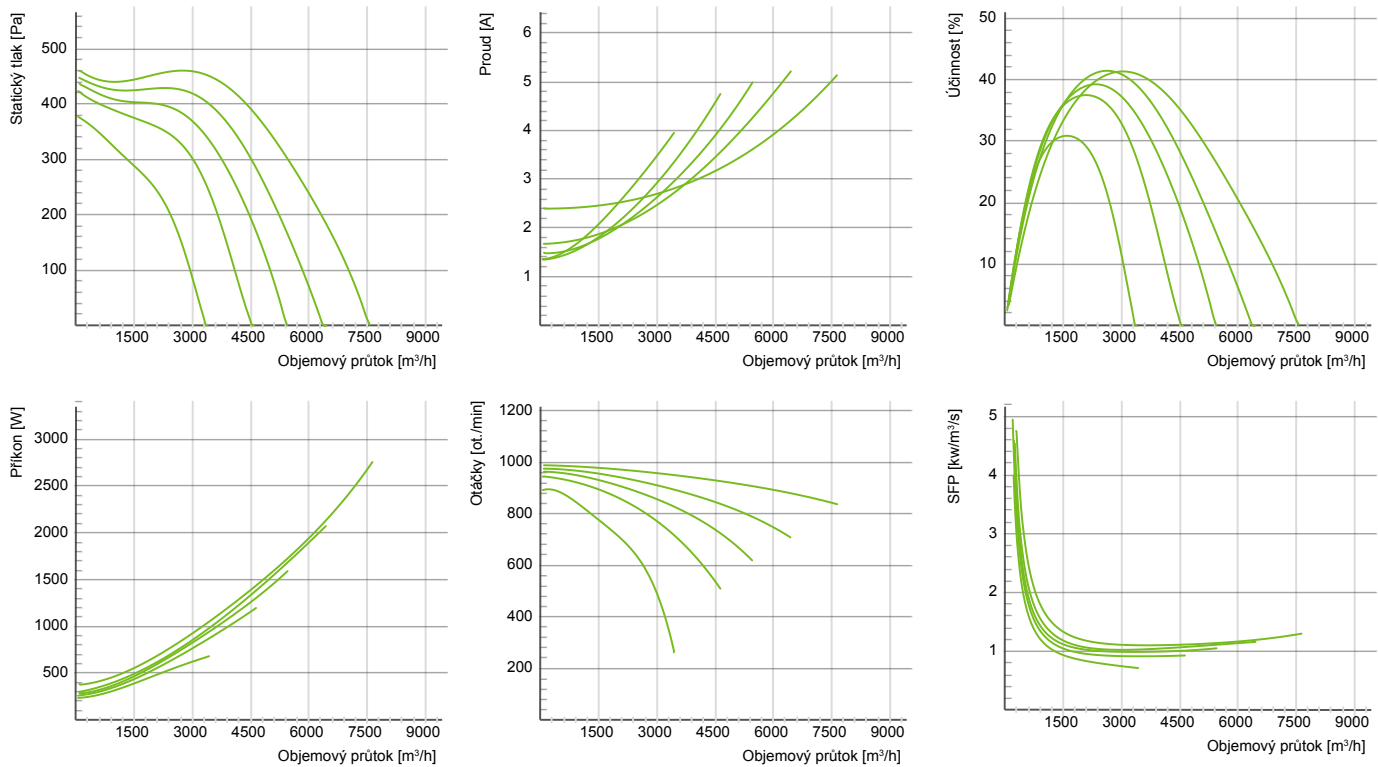 Statický tlak [Pa]
500
400
300
200
100
1500 3000 4500 6000 7500 9000
Objemový průtok [m³/h]
Proud [A]
6
5
4
3
2
1
1500 3000 4500 6000 7500 9000
Objemový průtok [m³/h]
Účinnost [%]
50
40
30
20
10
1500 3000 4500 6000 7500 9000
Objemový průtok [m³/h]
Příkon [W]
3000
2500
2000
1500
1000
500
1500 3000 4500 6000 7500 9000
Objemový průtok [m³/h]
Otáčky [ot./min]
1200
1000
800
600
400
200
1500 3000 4500 6000 7500 9000
Objemový průtok [m³/h]
SFP [kw/m³/s]
5
4
3
2
1
1500 3000 4500 6000 7500 9000
Objemový průtok [m³/h]